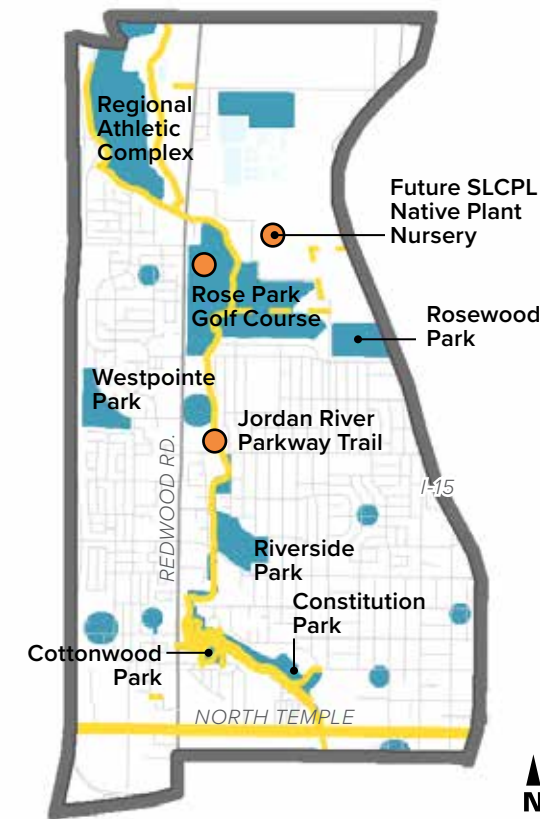 Regional
Athletic
Complex
Future SLCPL
Native Plant
Nursery
Rose Park
Golf Course
Rosewood
Park
Westpointe
Park
Jordan River
Parkway Trail
REDWOOD RD.
I-15
Riverside
Park
Constitution
Park
Cottonwood
Park
NORTH TEMPLE
N